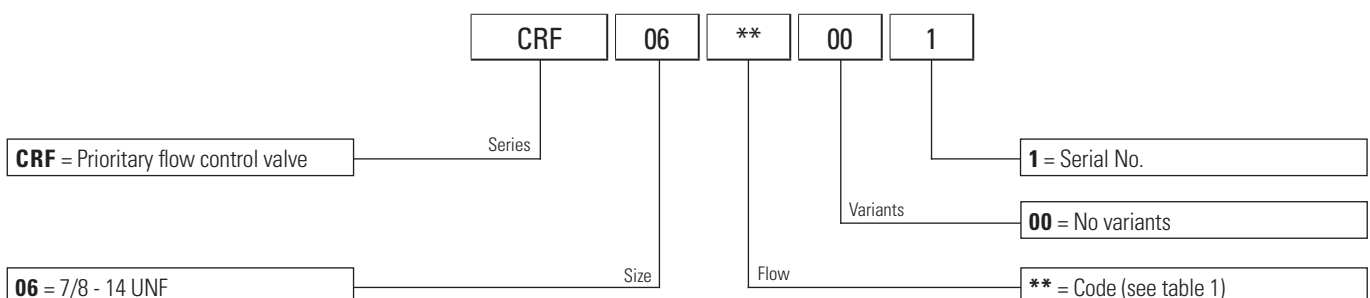 CRF 06 ** 00 1
CRF = Prioritary flow control valve
Series
1 = Serial No.
Variants
00 = No variants
06 = 7/8 - 14 UNF
Size
Flow
** = Code (see table 1)